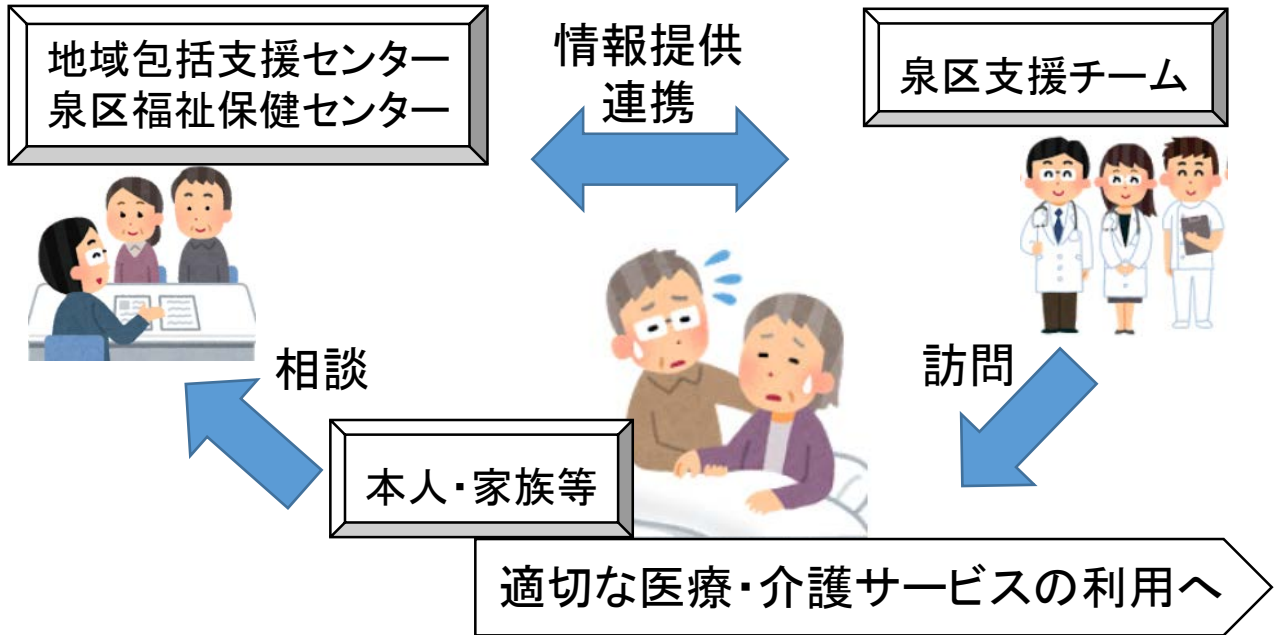 地域包括支援センター
泉区福祉保健センター
情報提供
連携
泉区支援チーム
相談
訪問
本人・家族等
適切な医療・介護サービスの利用へ